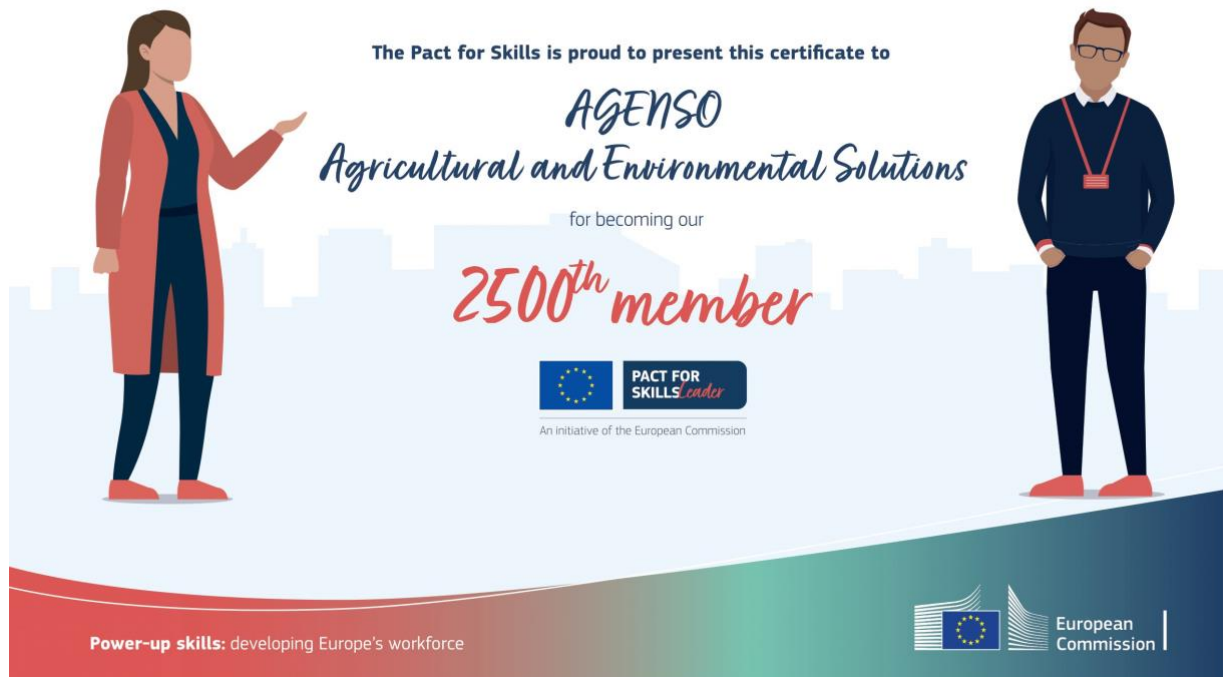 The Pact for Skills is proud to present this certificate to
AGENSO
Agricultural and Environmental Solutions
for becoming our
2500th member
PACT FOR
SKILLS Leader
An initiative of the European Commission
Power-up skills: developing Europe's workforce
European
Commission